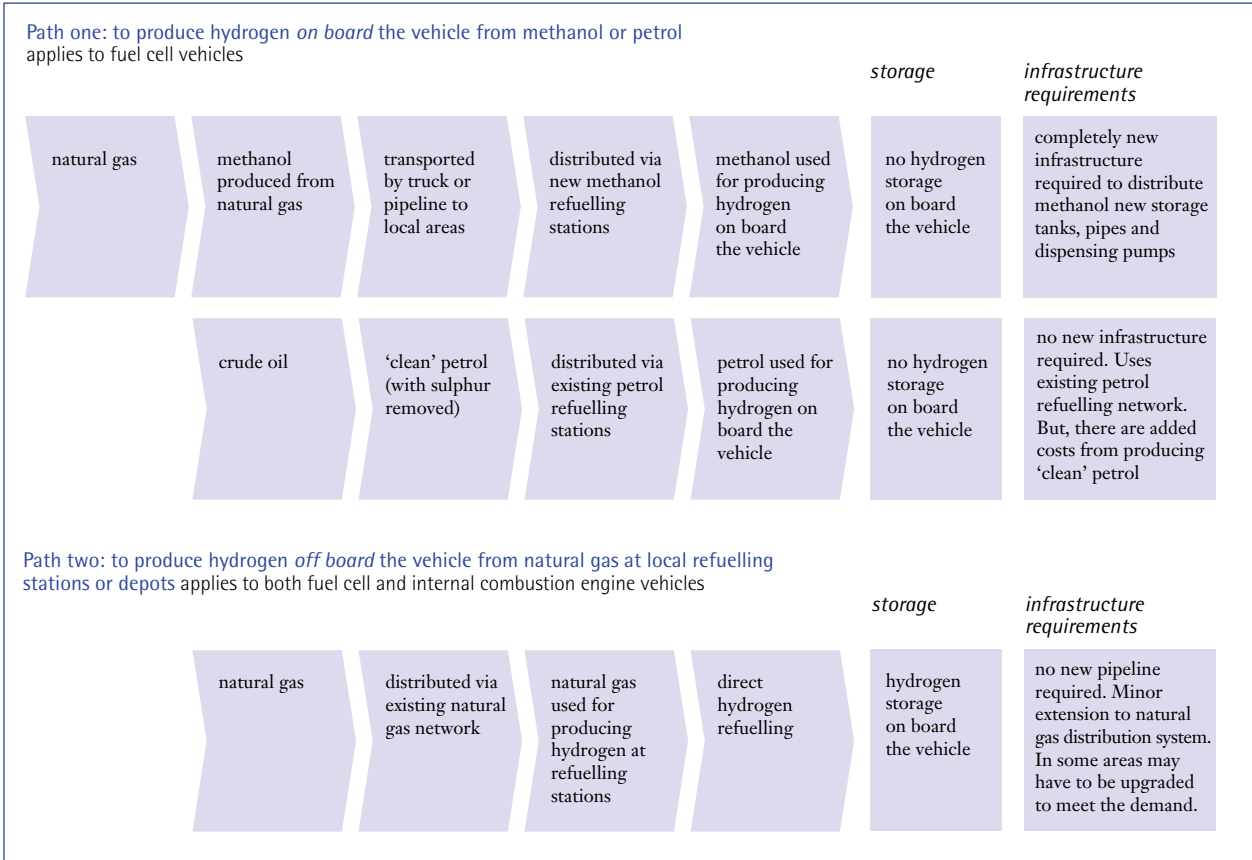 Path one: to produce hydrogen on board the vehicle from methanol or petrol
applies to fuel cell vehicles
storage
infrastructure
requirements
natural gas
methanol
produced from
natural gas
transported
by truck or
pipeline to
local areas
distributed via
new methanol
refuelling
stations
methanol used
for producing
hydrogen
on board
the vehicle
no hydrogen
storage
on board
the vehicle
completely new
infrastructure
required to distribute
methanol new storage
tanks, pipes and
dispensing pumps
crude oil
‘clean’ petrol
(with sulphur
removed)
distributed via
existing petrol
refuelling
stations
petrol used for
producing
hydrogen on
board the
vehicle
no hydrogen
storage
on board
the vehicle
no new infrastructure
required. Uses
existing petrol
refuelling network.
But, there are added
costs from producing
‘clean’ petrol
Path two: to produce hydrogen off board the vehicle from natural gas at local refuelling
stations or depots applies to both fuel cell and internal combustion engine vehicles
storage
infrastructure
requirements
natural gas
distributed via
existing natural
gas network
natural gas
used for
producing
hydrogen at
refuelling
stations
direct
hydrogen
refuelling
hydrogen
storage
on board
the vehicle
no new pipeline
required. Minor
extension to natural
gas distribution system.
In some areas may
have to be upgraded
to meet the demand.